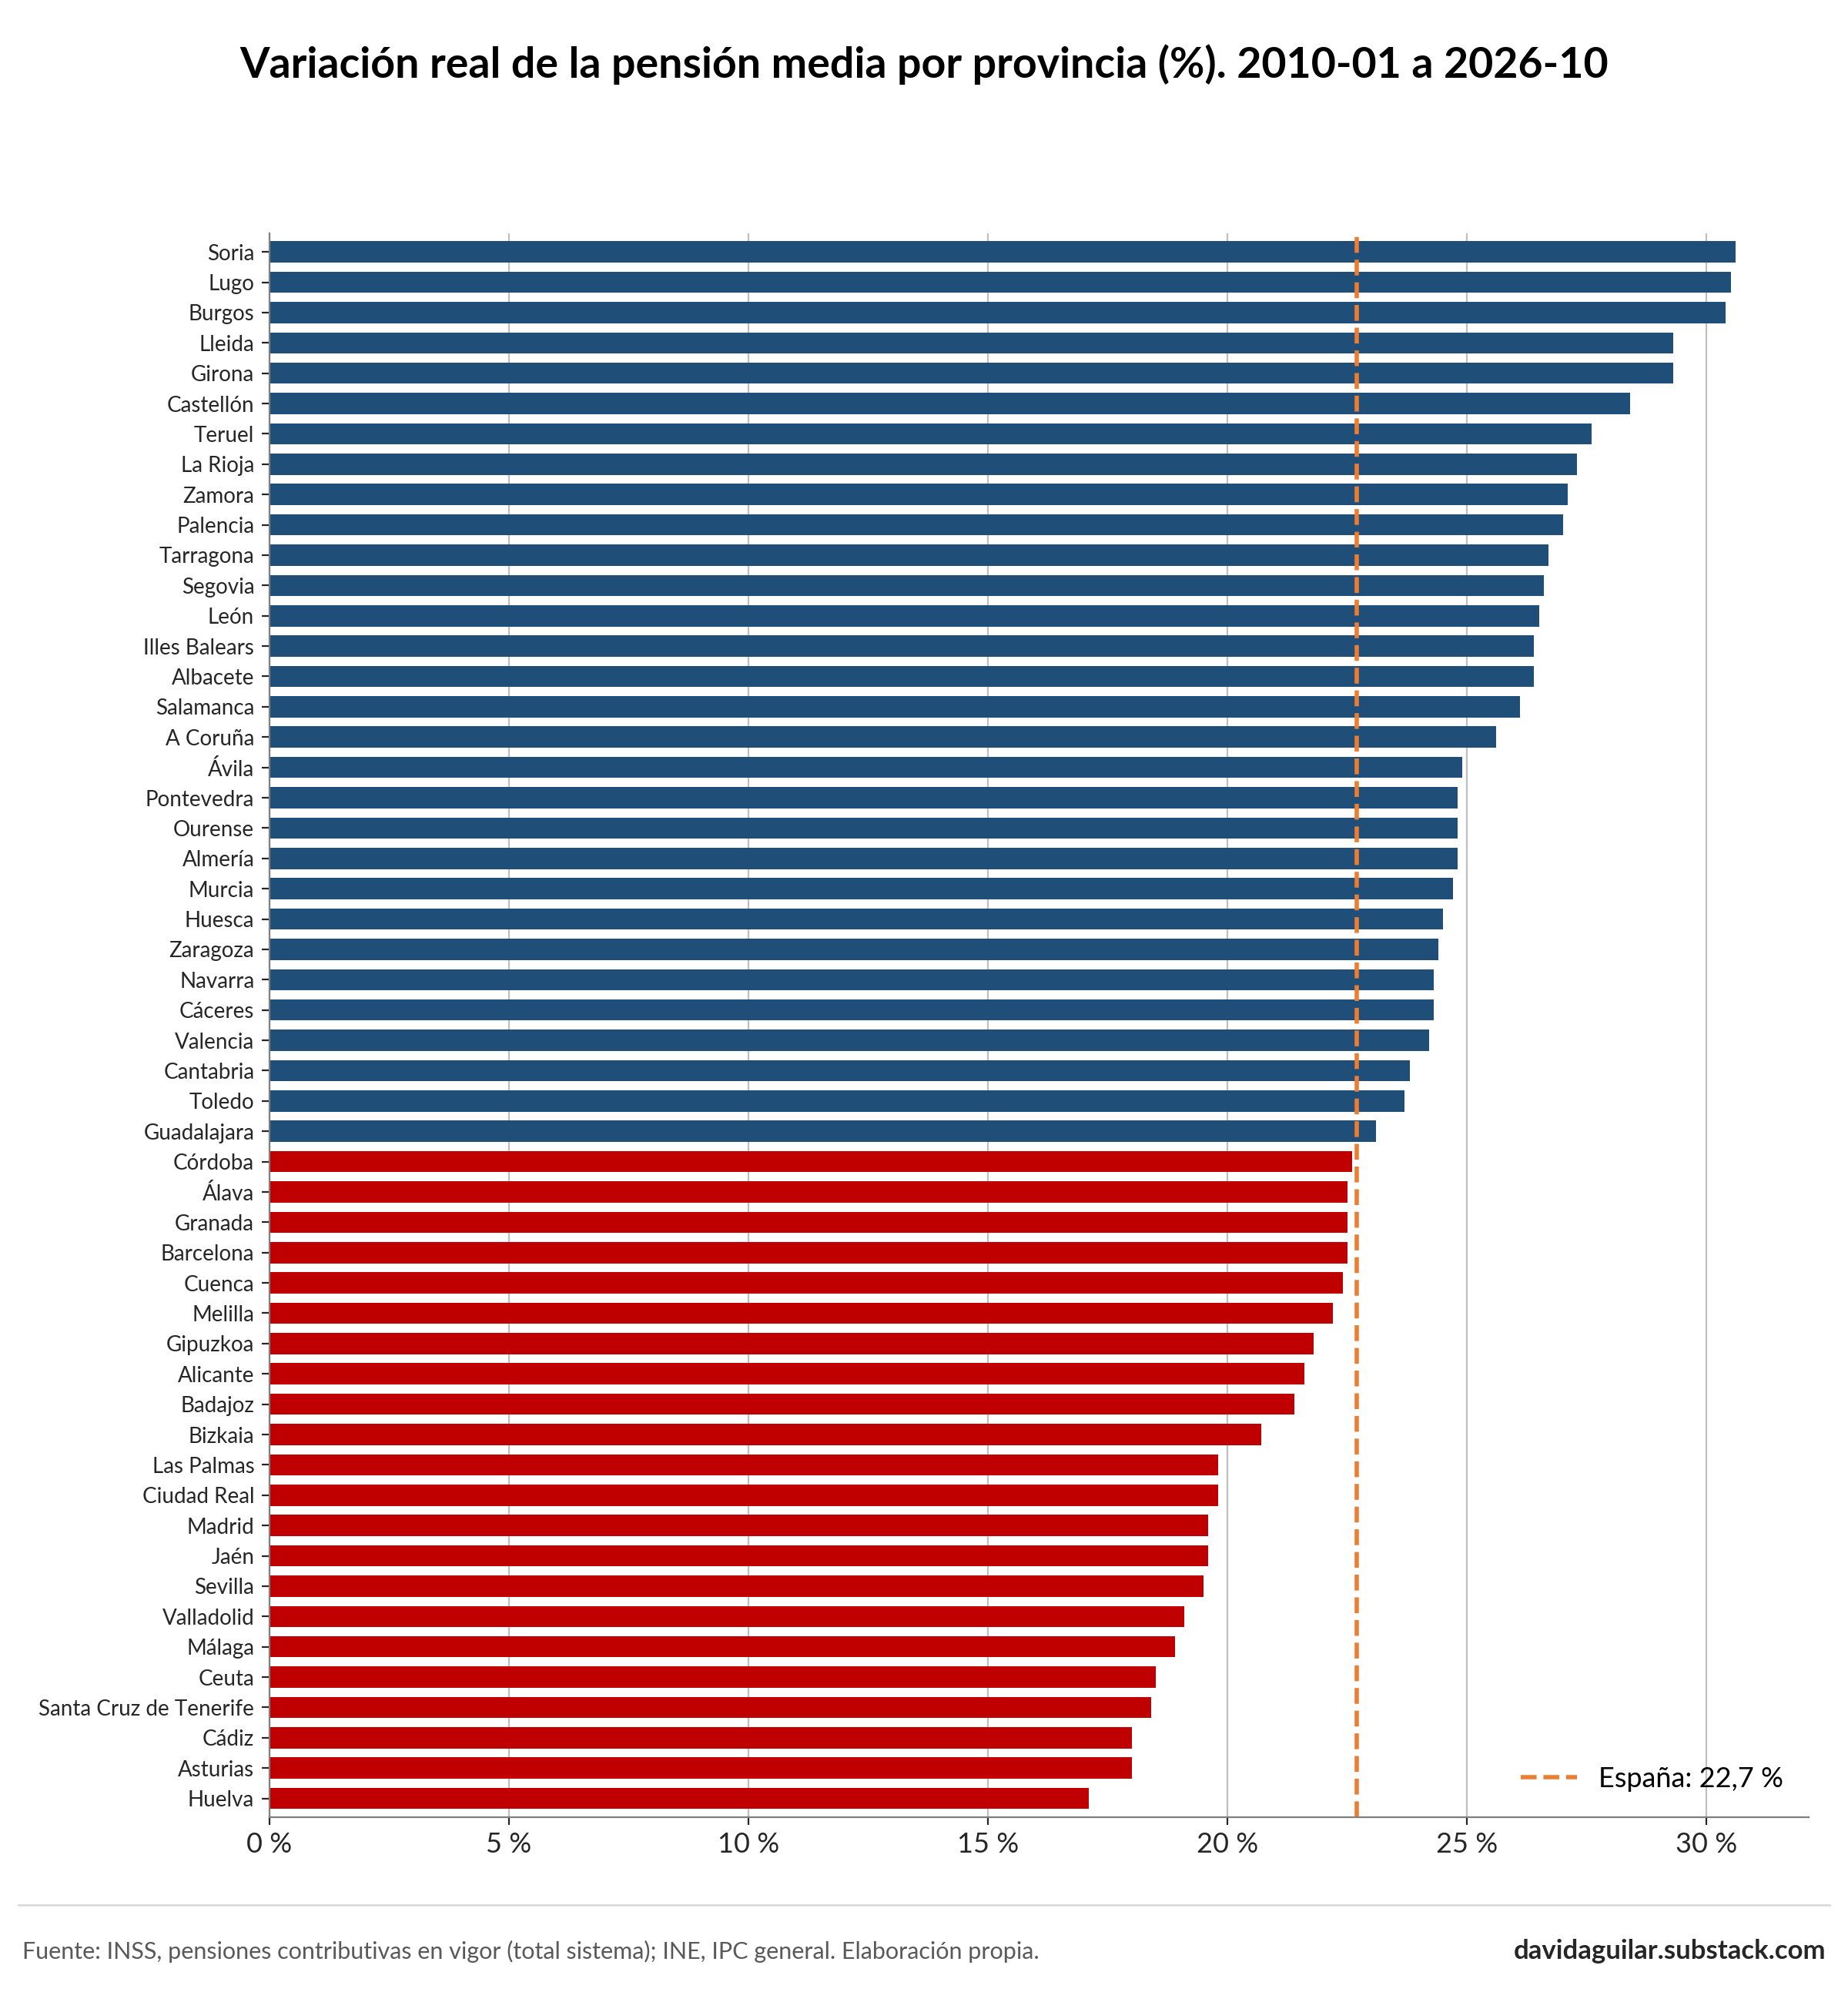 Variación real de la pensión media por provincia (%). 2010-01 a 2026-10
Soria
Lugo
Burgos
Lleida
Girona
Castellón
Teruel
La Rioja
Zamora
Palencia
Tarragona
Segovia
León
Illes Balears
Albacete
Salamanca
A Coruña
Ávila
Pontevedra
Ourense
Almería
Murcia
Huesca
Zaragoza
Navarra
Cáceres
Valencia
Cantabria
Toledo
Guadalajara
Córdoba
Álava
Granada
Barcelona
Cuenca
Melilla
Gipuzkoa
Alicante
Badajoz
Bizkaia
Las Palmas
Ciudad Real
Madrid
Jaén
Sevilla
Valladolid
Málaga
Ceuta
Santa Cruz de Tenerife
Cádiz
Asturias
Huelva
España: 22,7 %
0 % 5 % 10 % 15 % 20 % 25 % 30 %
Fuente: INSS, pensiones contributivas en vigor (total sistema); INE, IPC general. Elaboración propia.
davidaguilar.substack.com